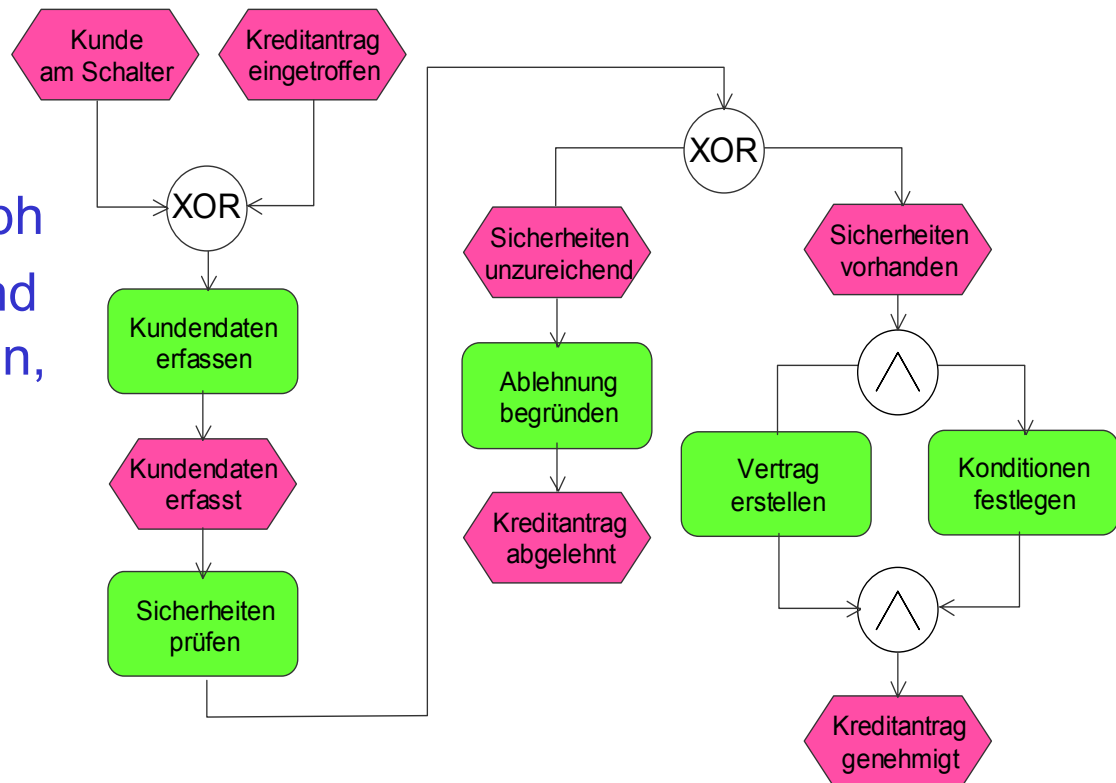 Kunde
am Schalter
Kreditantrag
eingetroffen
XOR
Kundendaten
erfassen
Kundendaten
erfasst
Sicherheiten
prüfen
XOR
Sicherheiten
unzureichend
Ablehnung
begründen
Kreditantrag
abgelehnt
Sicherheiten
vorhanden
Vertrag
erstellen
Konditionen
festlegen
Kreditantrag
genehmigt